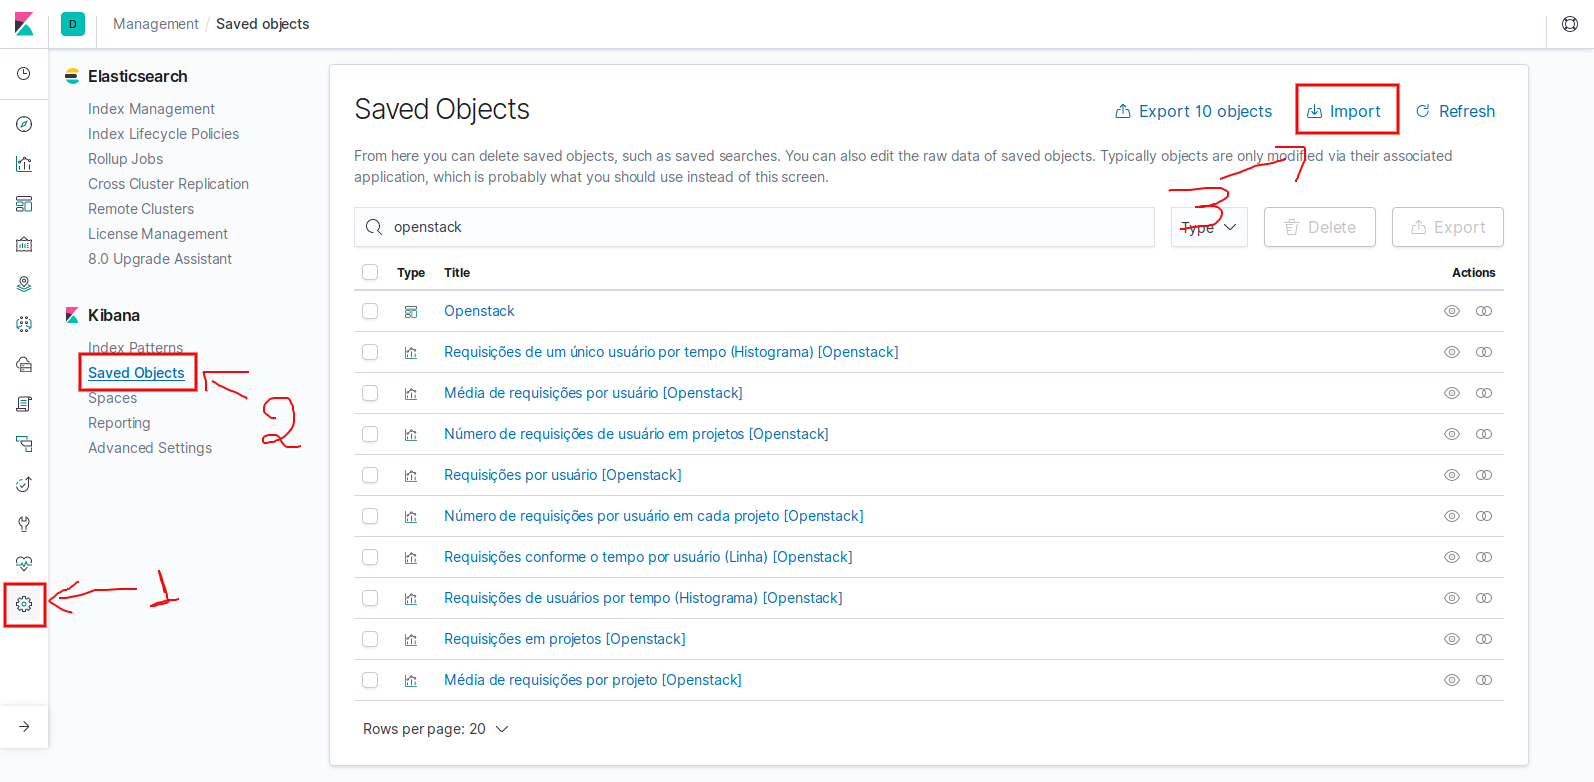 D Management / Saved objects
Elasticsearch
Index Management
Index Lifecycle Policies
Rollup Jobs
Cross Cluster Replication
Remote Clusters
License Management
8.0 Upgrade Assistant
Kibana
Index Patterns
Saved Objects
Spaces
Reporting
Advanced Settings
1
2
3
Saved Objects
Export 10 objects Import Refresh
From here you can delete saved objects, such as saved searches. You can also edit the raw data of saved objects. Typically objects are only modified via their associated
application, which is probably what you should use instead of this screen.
openstack Type Delete Export
Type Title Actions
Openstack
Requisições de um único usuário por tempo (Histograma) [Openstack]
Média de requisições por usuário [Openstack]
Número de requisições de usuário em projetos [Openstack]
Requisições por usuário [Openstack]
Número de requisições por usuário em cada projeto [Openstack]
Requisições conforme o tempo por usuário (Linha) [Openstack]
Requisições de usuários por tempo (Histograma) [Openstack]
Requisições em projetos [Openstack]
Média de requisições por projeto [Openstack]
Rows per page: 20